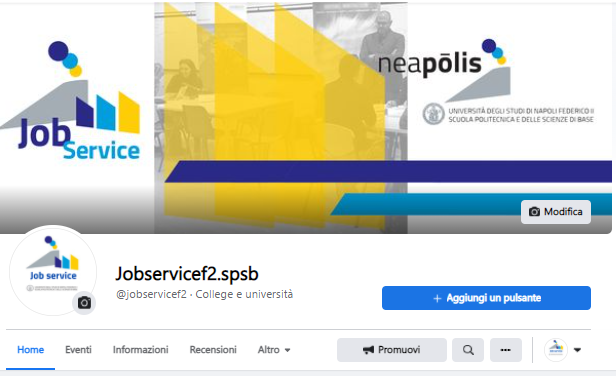 Job
Service
neapōlis
UNIVERSITÀ DEGLI STUDI DI NAPOLI FEDERICO II
SCUOLA POLITECNICA E DELLE SCIENZE DI BASE
Modifica
Job service
Jobservicef2.spsb
@jobservicef2 · College e università
+ Aggiungi un pulsante
Home Eventi Informazioni Recensioni Altro Promuovi